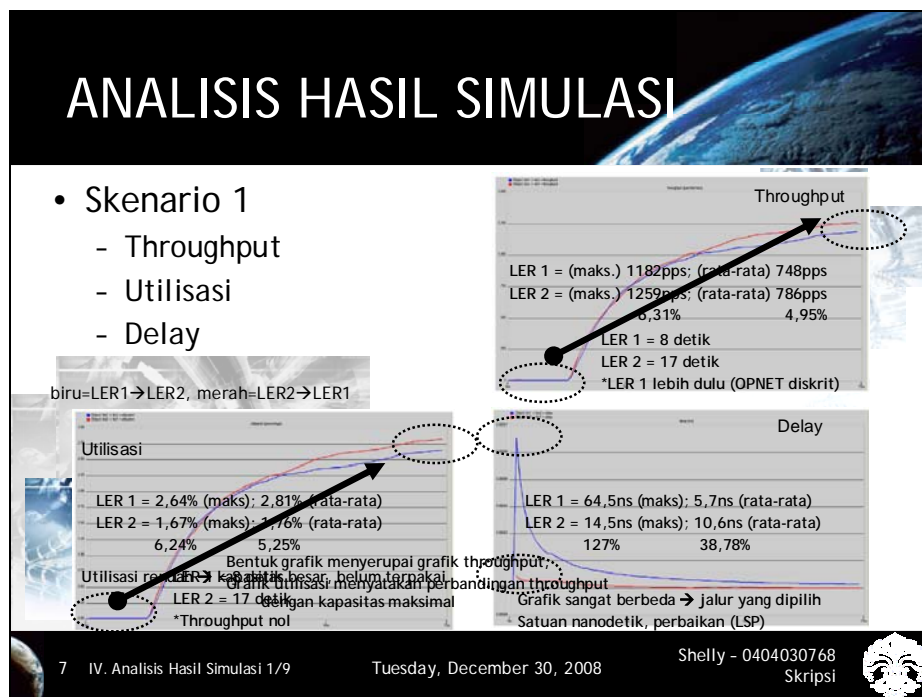 ANALISIS HASIL SIMULASI
• Skenario 1
- Throughput
- Utilisasi
- Delay
biru=LER1→LER2, merah=LER2→LER1
Throughput
LER 1 = (maks.) 1182pps; (rata-rata) 748pps
LER 2 = (maks.) 1259pps; (rata-rata) 786pps
6,31% 4,95%
LER 1 = 8 detik
LER 2 = 17 detik
*LER 1 lebih dulu (OPNET diskrit)
Utilisasi
LER 1 = 2,64% (maks); 2,81% (rata-rata)
LER 2 = 1,67% (maks); 1,76% (rata-rata)
6,24% 5,25%
Bentuk grafik menyerupai grafik throughput
Utilisasi rendah → kapasitas besar, belum terpakai
Grafik utilisasi menyatakan perbandingan throughput
dengan kapasitas maksimal
LER 2 = 17 detik
*Throughput nol
Delay
LER 1 = 64,5ns (maks); 5,7ns (rata-rata)
LER 2 = 14,5ns (maks); 10,6ns (rata-rata)
127% 38,78%
Grafik sangat berbeda → jalur yang dipilih
Satuan nanodetik, perbaikan (LSP)
7 IV. Analisis Hasil Simulasi 1/9
Tuesday, December 30, 2008
Shelly – 0404030768
Skripsi